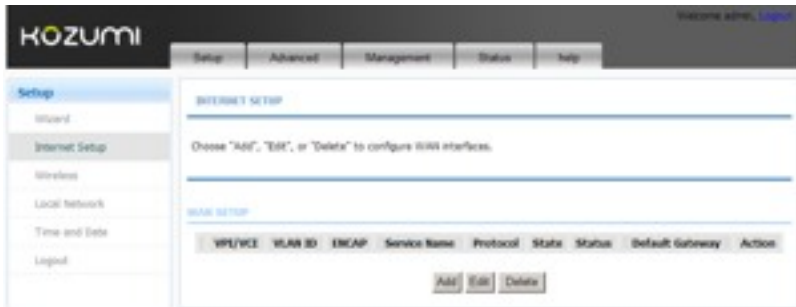 Welcome admin, Logout
KOZUMI
Setup Advanced Management Status help
Setup
Wizard
Internet Setup
Wireless
Local Network
Time and Date
Logout
INTERNET SETUP
Choose "Add", "Edit", or "Delete" to configure WAN interfaces.
WAN SETUP
VPI/VCI VLAN ID ENCAP Service Name Protocol State Status Default Gateway Action
Add Edit Delete